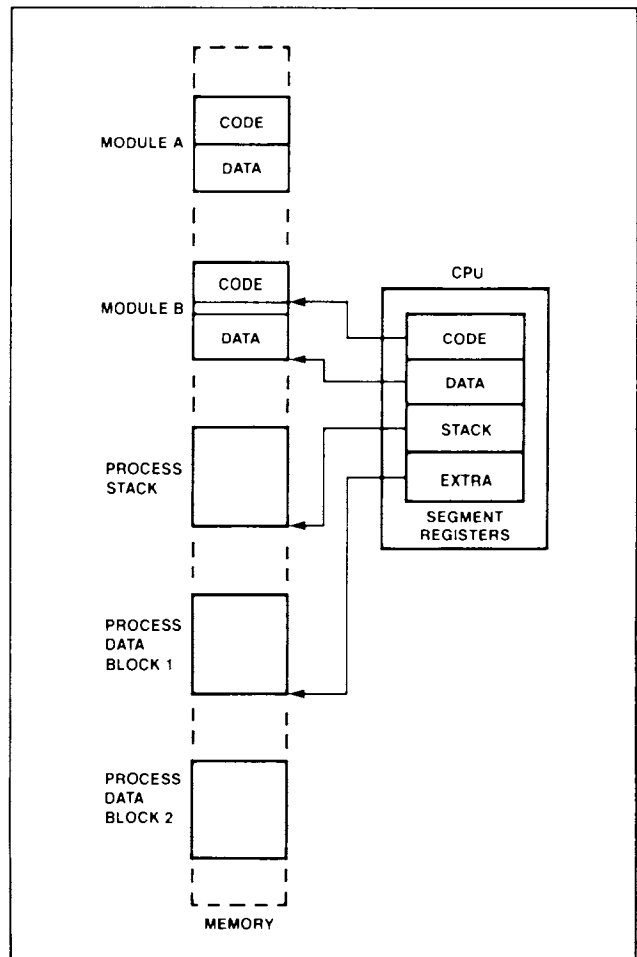 CODE
MODULE A
DATA
CODE
MODULE B
DATA
CPU
CODE
DATA
STACK
EXTRA
SEGMENT
REGISTERS
PROCESS
STACK
PROCESS
DATA
BLOCK 1
PROCESS
DATA
BLOCK 2
MEMORY